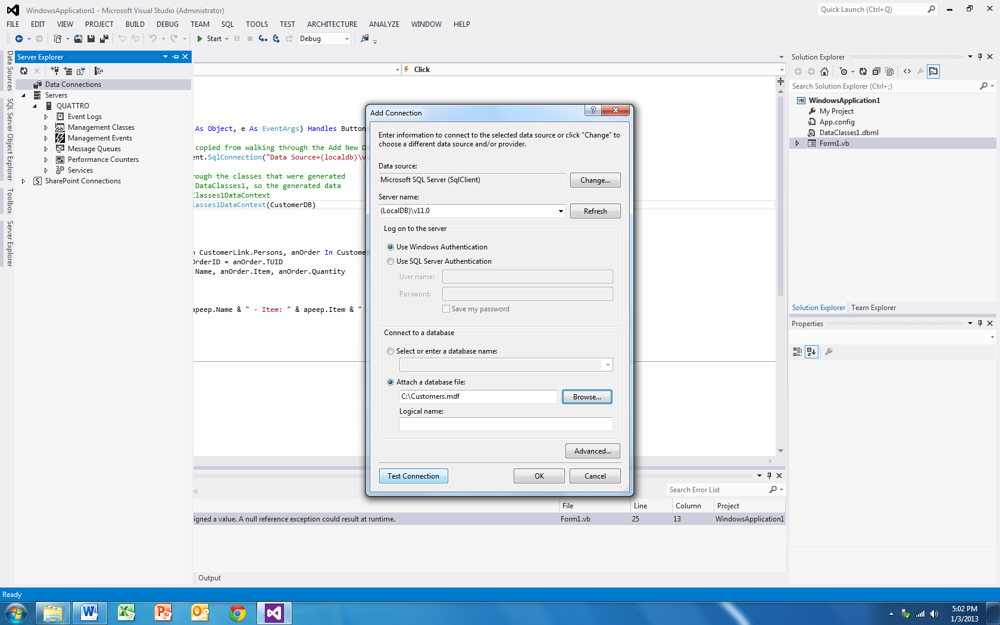 WindowsApplication1 - Microsoft Visual Studio (Administrator)
Quick Launch (Ctrl+Q)
FILE EDIT VIEW PROJECT BUILD DEBUG TEAM SQL TOOLS TEST ARCHITECTURE ANALYZE WINDOW HELP
Start
Debug
Data Sources
SQL Server Object Explorer
Toolbox
Server Explorer
Server Explorer
Data Connections
Servers
QUATTRO
Event Logs
Management Classes
Management Events
Message Queues
Performance Counters
Services
SharePoint Connections
Click
As Object, e As EventArgs) Handles Button
copied from walking through the Add New D
ent.SqlConnection("Data Source=(localdb)\v
rough the classes that were generated
DataClasses1, so the generated data
Classes1DataContext
lasses1DataContext(CustomerDB)
n CustomerLink.Persons, anOrder In Custome
OrderID = anOrder.TUID
.Name, anOrder.Item, anOrder.Quantity
apeep.Name & " - Item: " & apeep.Item & "
Add Connection
Enter information to connect to the selected data source or click "Change" to
choose a different data source and/or provider.
Data source:
Microsoft SQL Server (SqlClient)
Change...
Server name:
(LocalDB)\v11.0
Refresh
Log on to the server
Use Windows Authentication
Use SQL Server Authentication
User name:
Password:
Save my password
Connect to a database
Select or enter a database name:
Attach a database file:
C:\Customers.mdf
Browse...
Logical name:
Advanced...
Test Connection
OK
Cancel
Solution Explorer
Search Solution Explorer (Ctrl+;)
WindowsApplication1
My Project
App.config
DataClasses1.dbml
Form1.vb
Solution Explorer
Team Explorer
Properties
es
Search Error List
File Line Column Project
igned a value. A null reference exception could result at runtime. Form1.vb 25 13 WindowsApplication1
Output
Ready
5:02 PM
1/3/2013